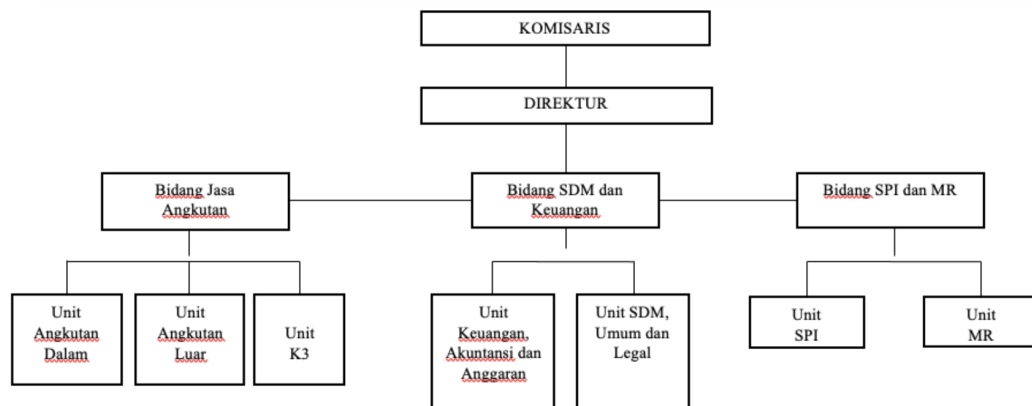 KOMISARIS
DIREKTUR
Bidang Jasa
Angkutan
Bidang SDM dan
Keuangan
Bidang SPI dan MR
Unit
Angkutan
Dalam
Unit
Angkutan
Luar
Unit
K3
Unit
Keuangan,
Akuntansi dan
Anggaran
Unit SDM,
Umum dan
Legal
Unit
SPI
Unit
MR